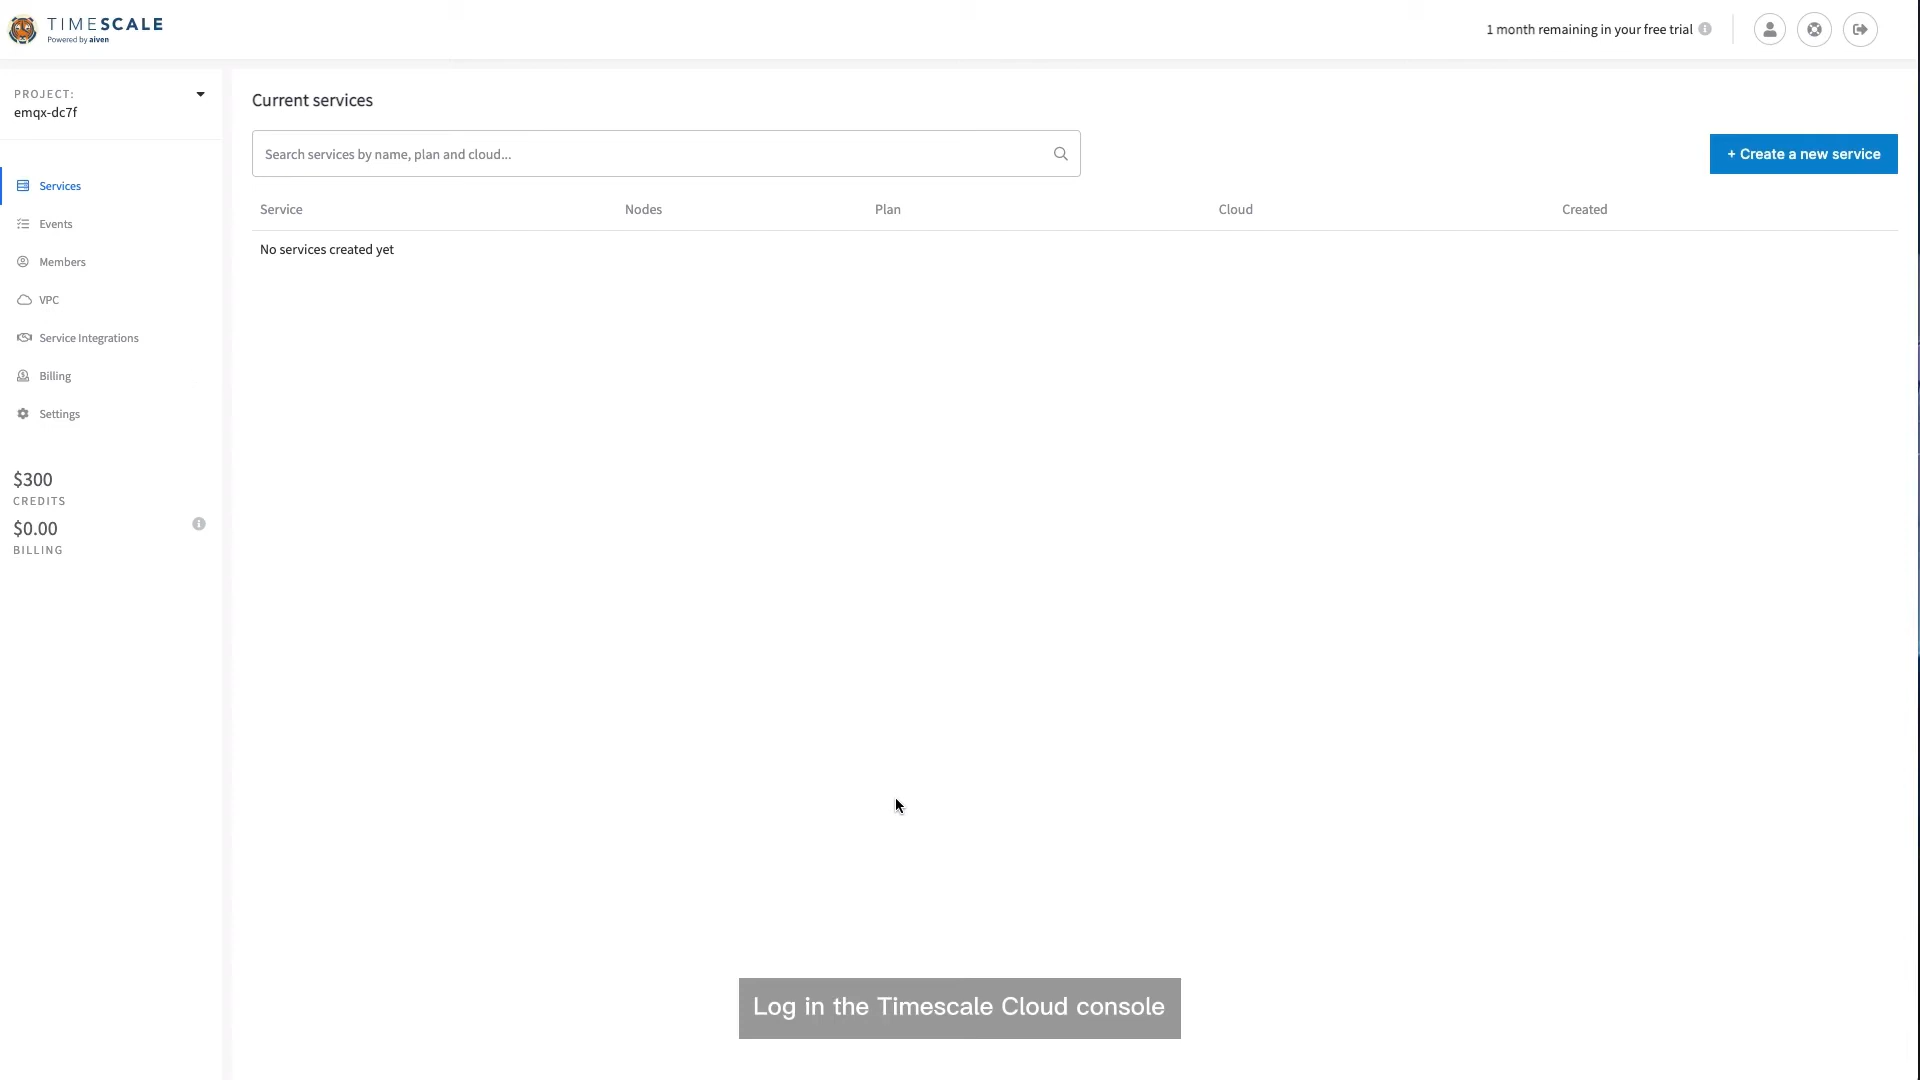 TIMESCALE
Powered by aiven
1 month remaining in your free trial
PROJECT:
emqx-dc7f
Services
Events
Members
VPC
Service Integrations
Billing
Settings
$300
CREDITS
$0.00
BILLING
Current services
Search services by name, plan and cloud...
+ Create a new service
Service Nodes Plan Cloud Created
No services created yet
Log in the Timescale Cloud console